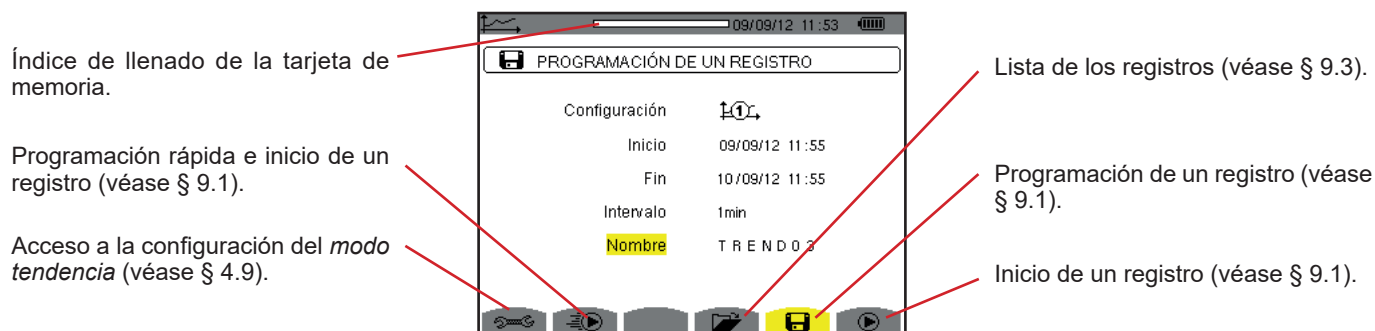 09/09/12 11:53
PROGRAMACIÓN DE UN REGISTRO
Configuración 1
Inicio 09/09/12 11:55
Fin 10/09/12 11:55
Intervalo 1min
Nombre TREND03
Índice de llenado de la tarjeta de
memoria.
Programación rápida e inicio de un
registro (véase § 9.1).
Acceso a la configuración del modo
tendencia (véase § 4.9).
Lista de los registros (véase § 9.3).
Programación de un registro (véase
§ 9.1).
Inicio de un registro (véase § 9.1).